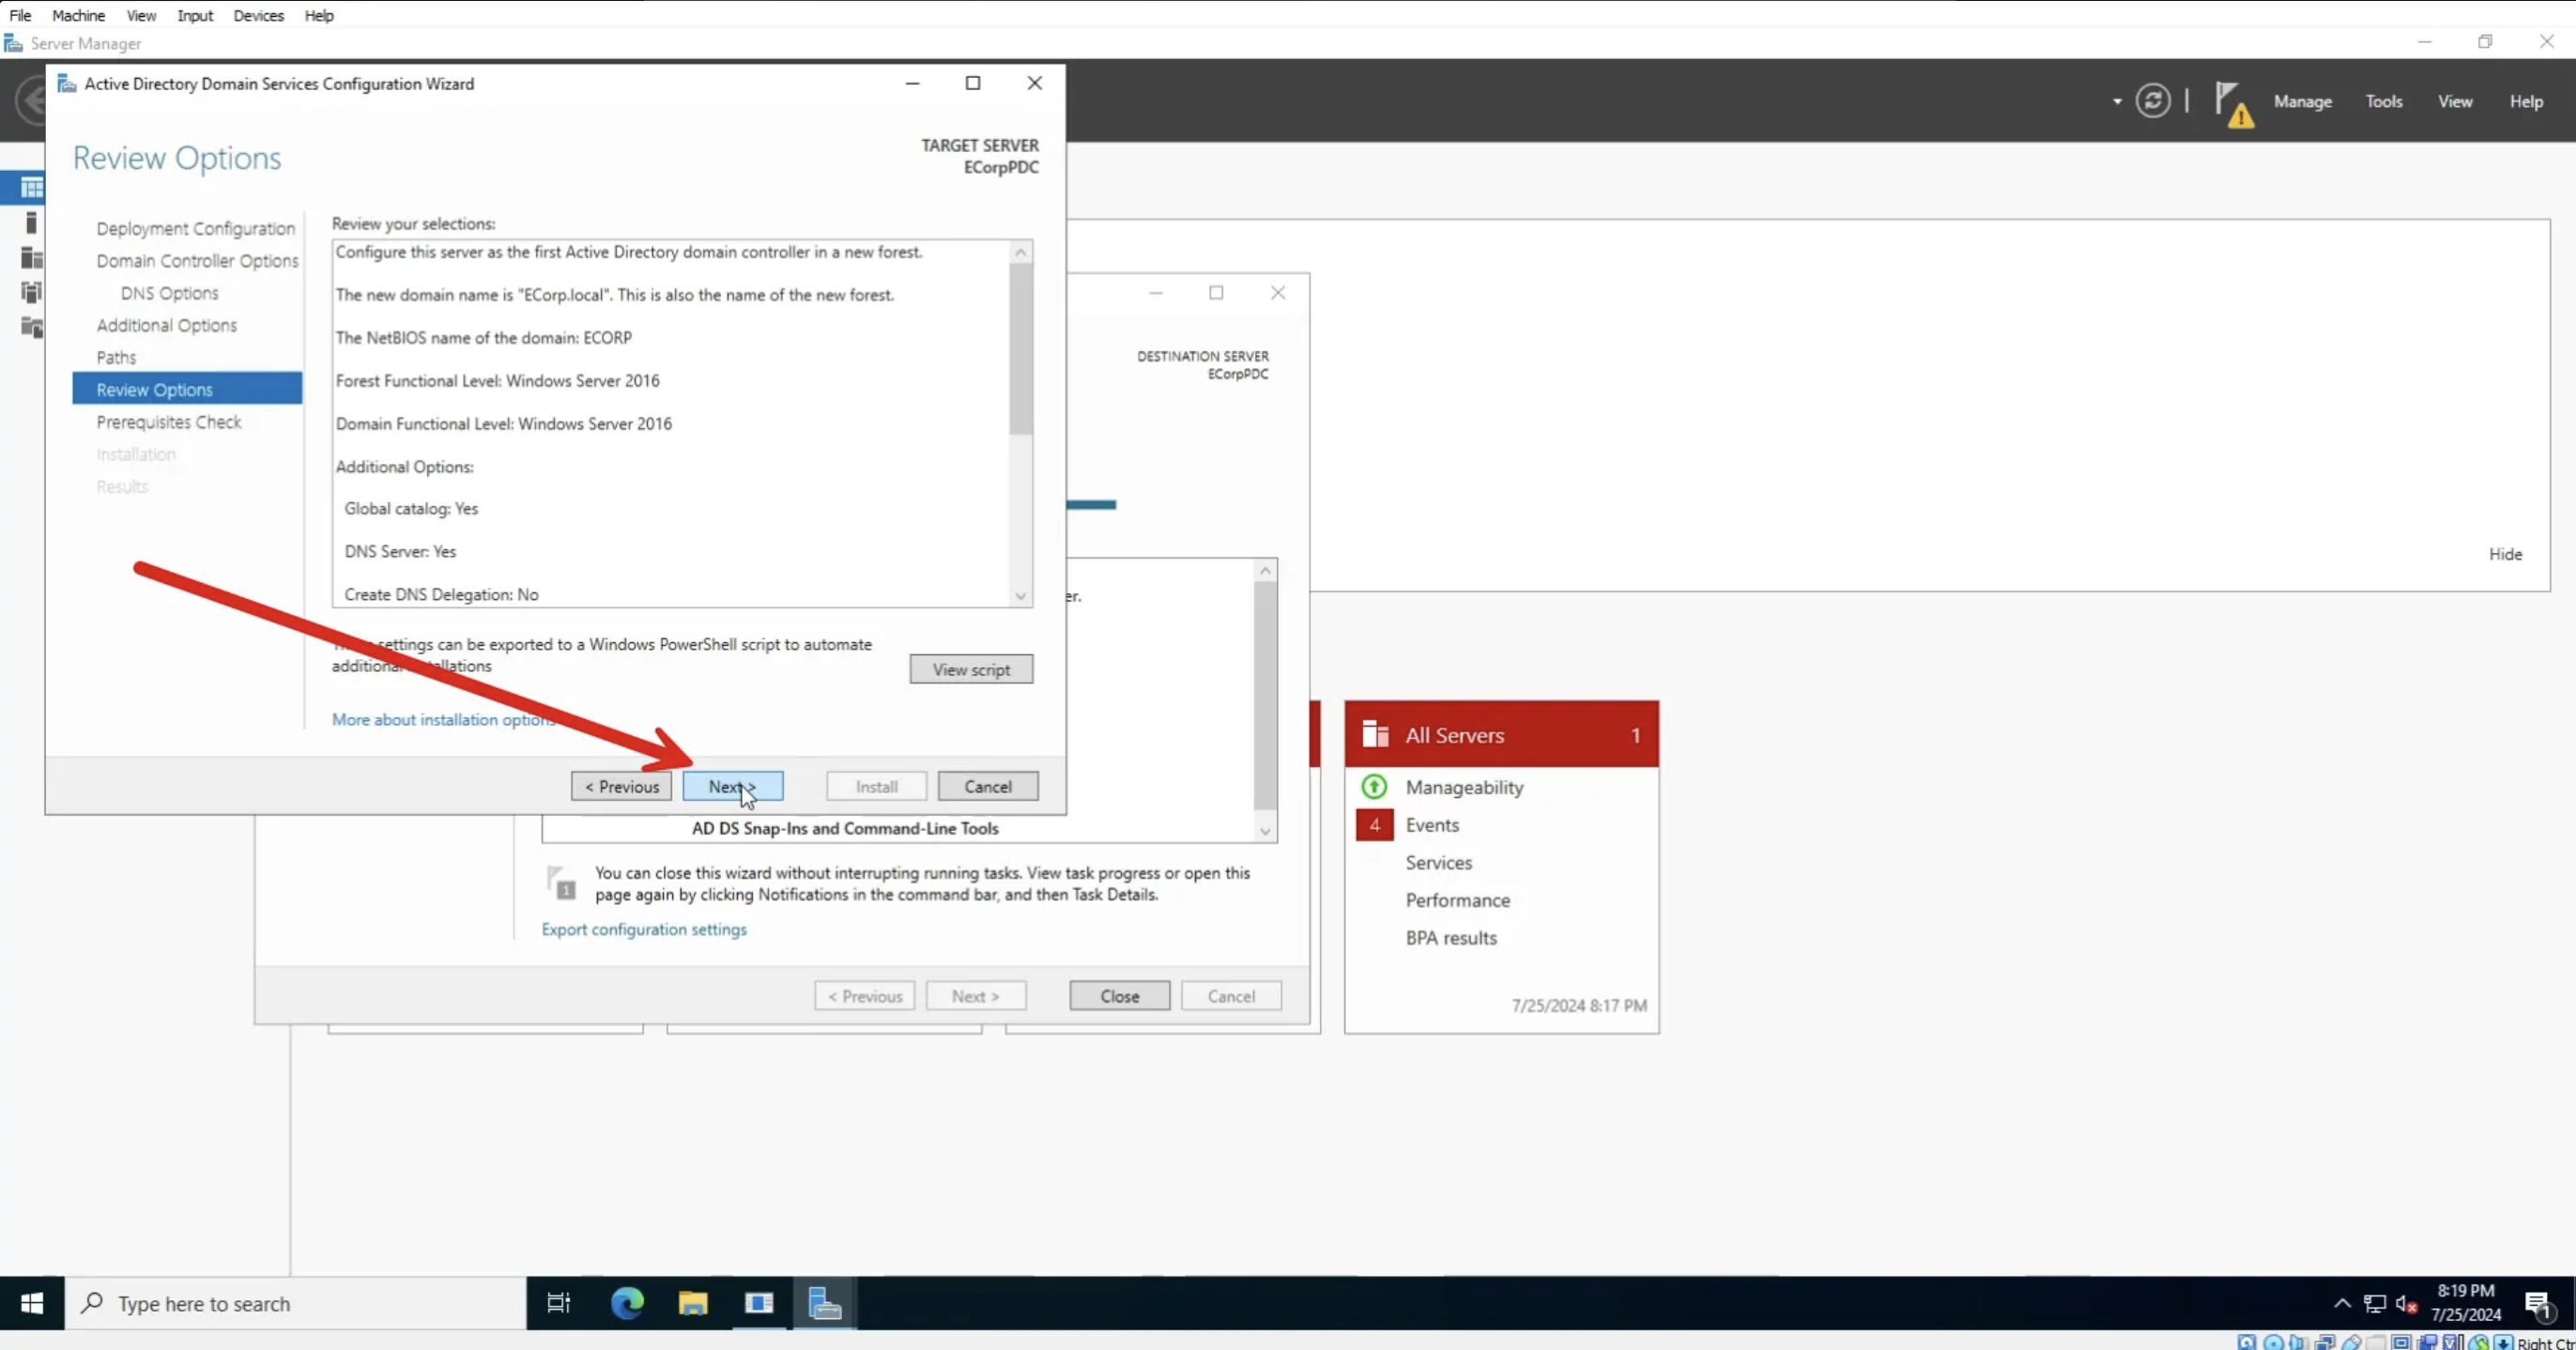 File Machine View Input Devices Help
Server Manager
Active Directory Domain Services Configuration Wizard
Manage Tools View Help
Review Options
TARGET SERVER
ECorpPDC
Deployment Configuration
Domain Controller Options
DNS Options
Additional Options
Paths
Review Options
Prerequisites Check
Installation
Results
Review your selections:
Configure this server as the first Active Directory domain controller in a new forest.
The new domain name is "ECorp.local". This is also the name of the new forest.
The NetBIOS name of the domain: ECORP
Forest Functional Level: Windows Server 2016
Domain Functional Level: Windows Server 2016
Additional Options:
Global catalog: Yes
DNS Server: Yes
Create DNS Delegation: No
settings can be exported to a Windows PowerShell script to automate
additional
View script
More about installation options
< Previous
Next >
Install
Cancel
DESTINATION SERVER
ECorpPDC
er.
Hide
AD DS Snap-Ins and Command-Line Tools
1
You can close this wizard without interrupting running tasks. View task progress or open this
page again by clicking Notifications in the command bar, and then Task Details.
Export configuration settings
< Previous
Next >
Close
Cancel
All Servers 1
Manageability
4 Events
Services
Performance
BPA results
7/25/2024 8:17 PM
Type here to search
8:19 PM
7/25/2024
1
Right Ct